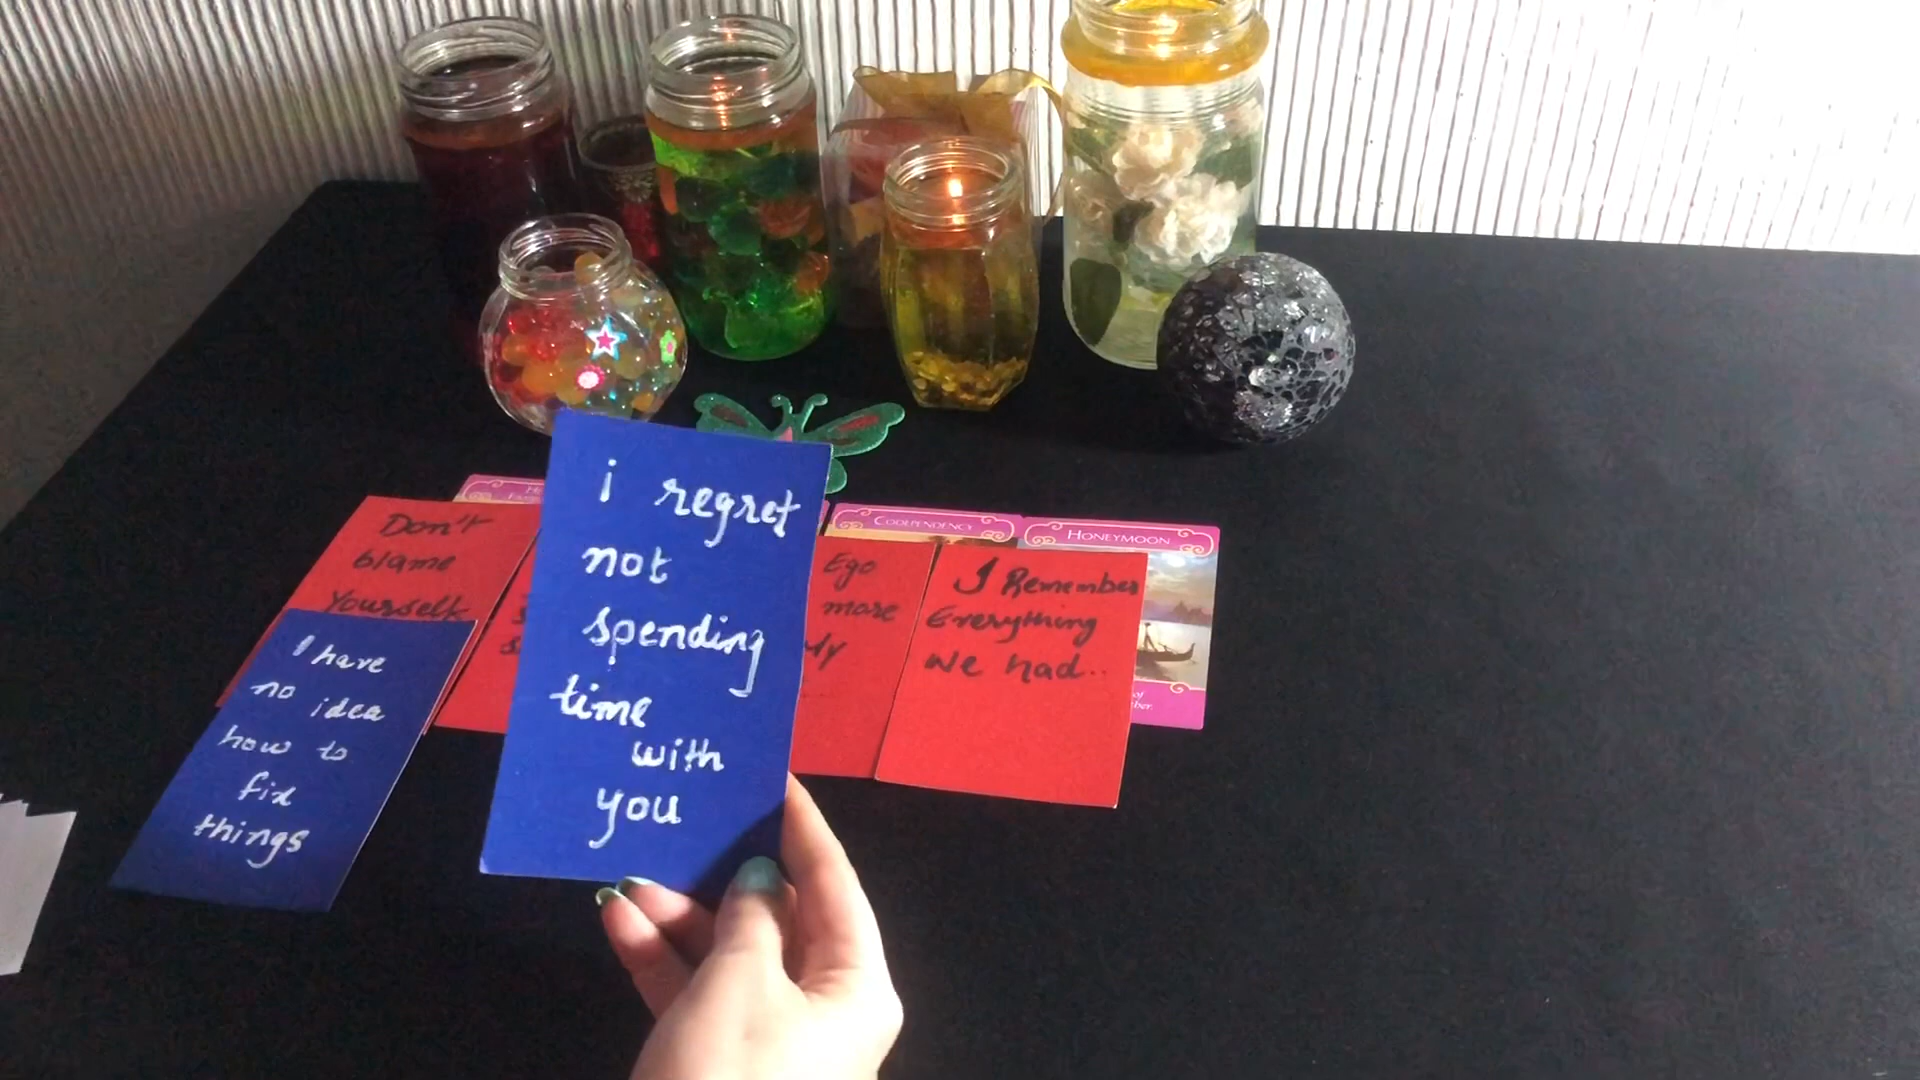 i regret
not
spending
time
with
you
Don't
blame
Yourself
I have
no idea
how to
fix
things
Ego
more
I Remember
Everything
We had..
CODEPENDENCY
HONEYMOON
of